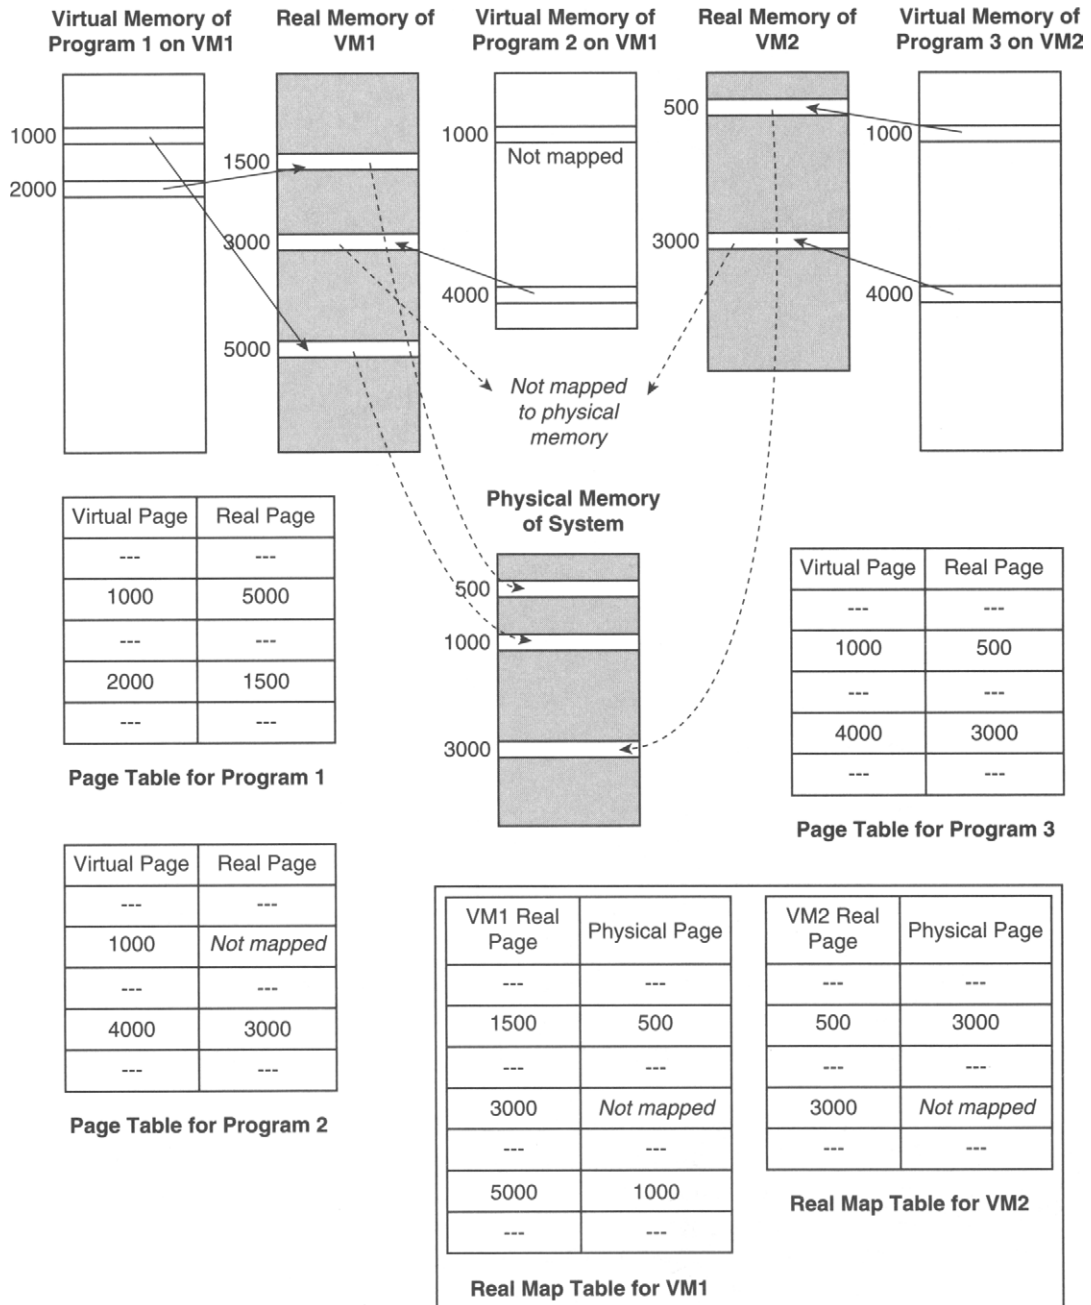 Virtual Memory of
Program 1 on VM1
Real Memory of
VM1
Virtual Memory of
Program 2 on VM1
Real Memory of
VM2
Virtual Memory of
Program 3 on VM2
1000
2000
1500
3000
5000
1000
Not mapped
4000
500
3000
1000
4000
Not mapped
to physical
memory
Physical Memory
of System
500
1000
3000
Virtual Page Real Page
--- ---
1000 5000
--- ---
2000 1500
--- ---
Page Table for Program 1
Virtual Page Real Page
--- ---
1000 500
--- ---
4000 3000
--- ---
Page Table for Program 3
Virtual Page Real Page
--- ---
1000 Not mapped
--- ---
4000 3000
--- ---
Page Table for Program 2
VM1 Real
Page
Physical Page
--- ---
1500 500
--- ---
3000 Not mapped
--- ---
5000 1000
--- ---
Real Map Table for VM1
VM2 Real
Page
Physical Page
--- ---
500 3000
--- ---
3000 Not mapped
--- ---
Real Map Table for VM2